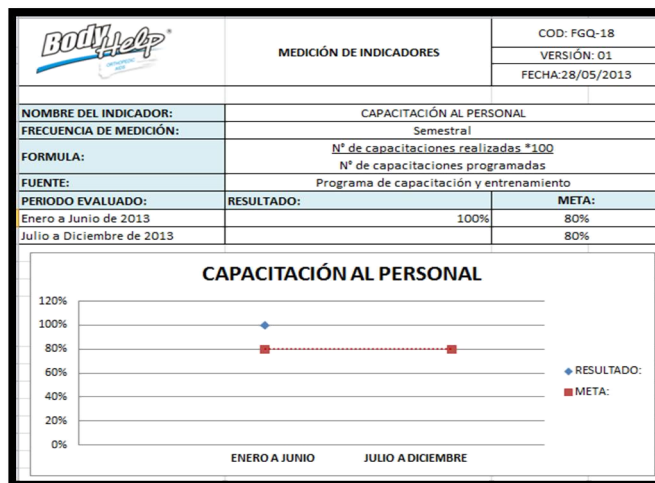 Body Help®
ORTHOPEDIC
MEDICIÓN DE INDICADORES
COD: FGQ-18
VERSIÓN: 01
FECHA:28/05/2013
NOMBRE DEL INDICADOR: CAPACITACIÓN AL PERSONAL
FRECUENCIA DE MEDICIÓN: Semestral
FORMULA: N° de capacitaciones realizadas *100
N° de capacitaciones programadas
FUENTE: Programa de capacitación y entrenamiento
PERIODO EVALUADO: RESULTADO: META:
Enero a Junio de 2013 100% 80%
Julio a Diciembre de 2013 80%
CAPACITACIÓN AL PERSONAL
120%
100%
80%
60%
40%
20%
0%
ENERO A JUNIO JULIO A DICIEMBRE
RESULTADO:
META: